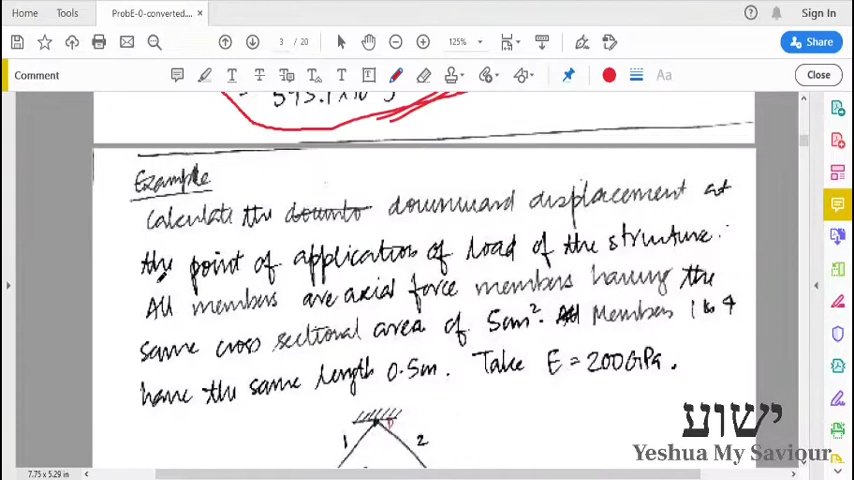 Home Tools ProbE-0-converted.... × Sign In
3 / 20 125% Share
Comment Aa Close
Example
Calculate the downto downward displacement at
the point of application of load of the structure.
All members are axial force members having the
same cross sectional area of 5cm². All Members 1 to 4
have the same length 0.5m. Take E = 200GPa.
1 2
ישוע
Yeshua My Saviour
7.75 x 5.29 in